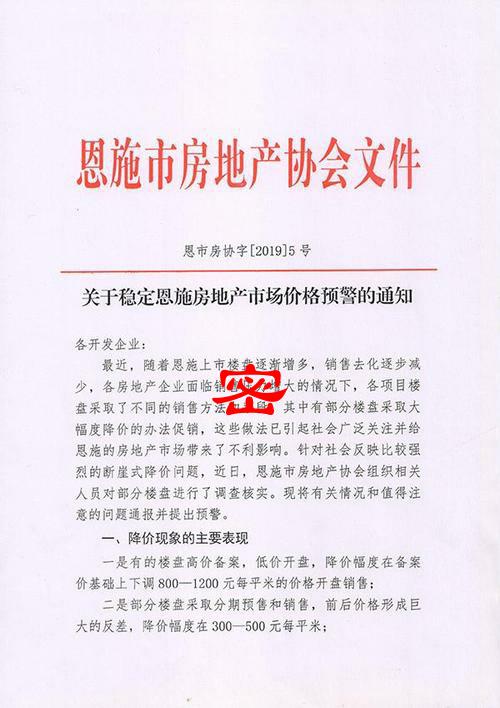 恩施市房地产协会文件
恩市房协字[2019]5号
关于稳定恩施房地产市场价格预警的通知
各开发企业：
最近，随着恩施上市楼盘逐渐增多，销售去化逐步减
少，各房地产企业面临销售 增大的情况下，各项目楼
盘采取了不同的销售方法 段，其中有部分楼盘采取大
幅度降价的办法促销，这些做法已引起社会广泛关注并给
恩施的房地产市场带来了不利影响。针对社会反映比较强
烈的断崖式降价问题，近日，恩施市房地产协会组织相关
人员对部分楼盘进行了调查核实。现将有关情况和值得注
意的问题通报并提出预警。
密
一、降价现象的主要表现
一是有的楼盘高价备案，低价开盘，降价幅度在备案
价基础上下调800—1200元每平米的价格开盘销售；
二是部分楼盘采取分期预售和销售，前后价格形成巨
大的反差，降价幅度在300—500元每平米；